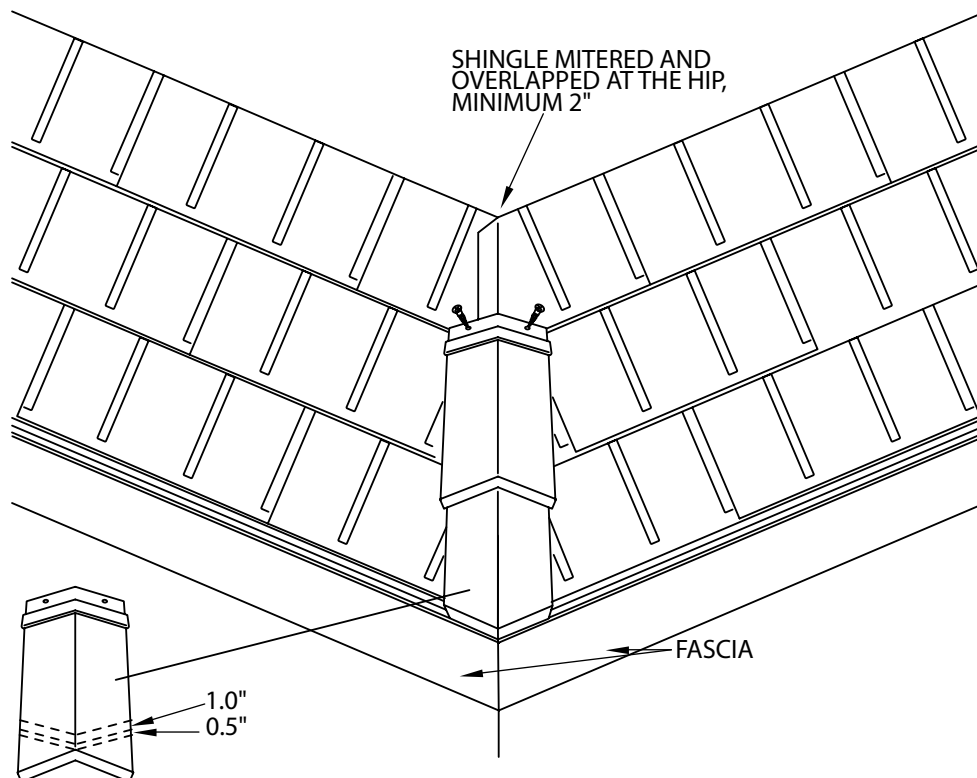 SHINGLE MITERED AND
OVERLAPPED AT THE HIP,
MINIMUM 2"
FASCIA
1.0"
0.5"